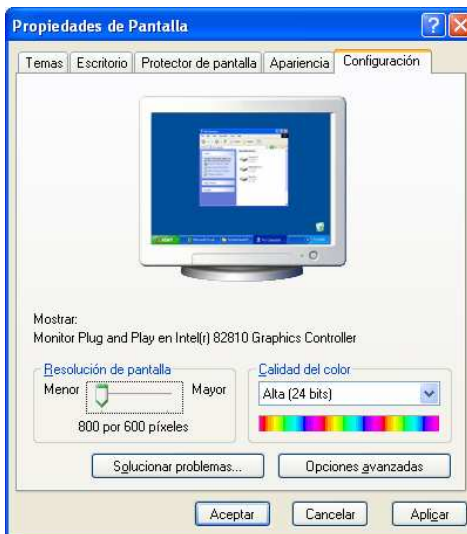 Propiedades de Pantalla
Temas Escritorio Protector de pantalla Apariencia Configuración
Mostrar:
Monitor Plug and Play en Intel(r) 82810 Graphics Controller
Resolución de pantalla
Menor Mayor
800 por 600 píxeles
Calidad del color
Alta (24 bits)
Solucionar problemas... Opciones avanzadas
Aceptar Cancelar Aplicar